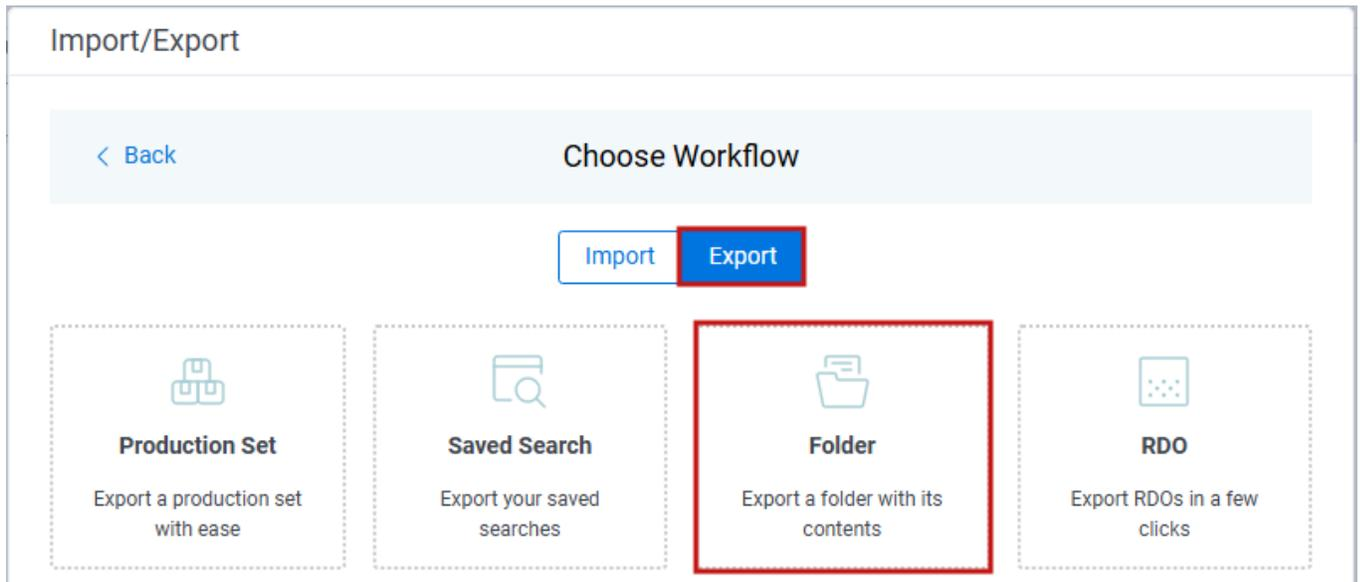 Import/Export
Back
Choose Workflow
Import
Export
Production Set
Export a production set
with ease
Saved Search
Export your saved
searches
Folder
Export a folder with its
contents
RDO
Export RDOs in a few
clicks